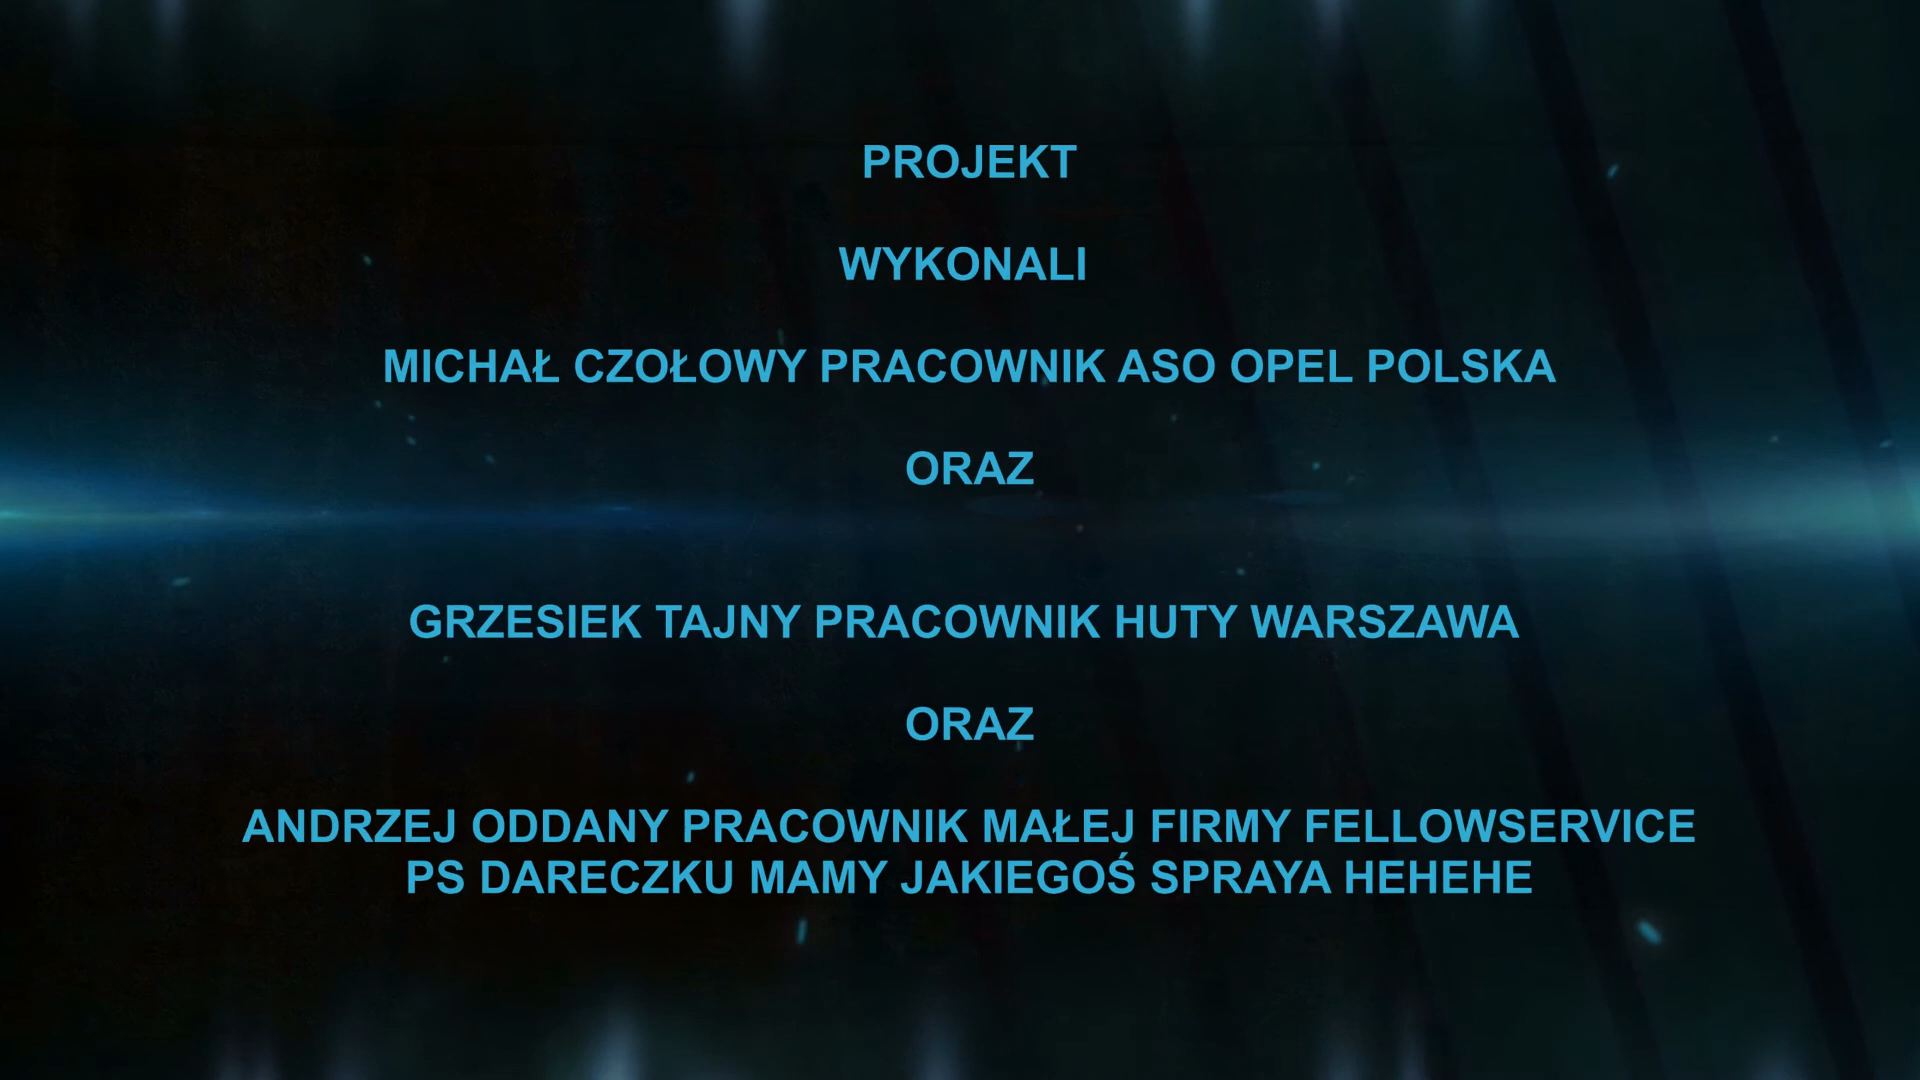 PROJEKT
WYKONALI
MICHAŁ CZOŁOWY PRACOWNIK ASO OPEL POLSKA
ORAZ
GRZESIEK TAJNY PRACOWNIK HUTY WARSZAWA
ORAZ
ANDRZEJ ODDANY PRACOWNIK MAŁEJ FIRMY FELLOWSERVICE
PS DARECZKU MAMY JAKIEGOŚ SPRAYA HEHEHE